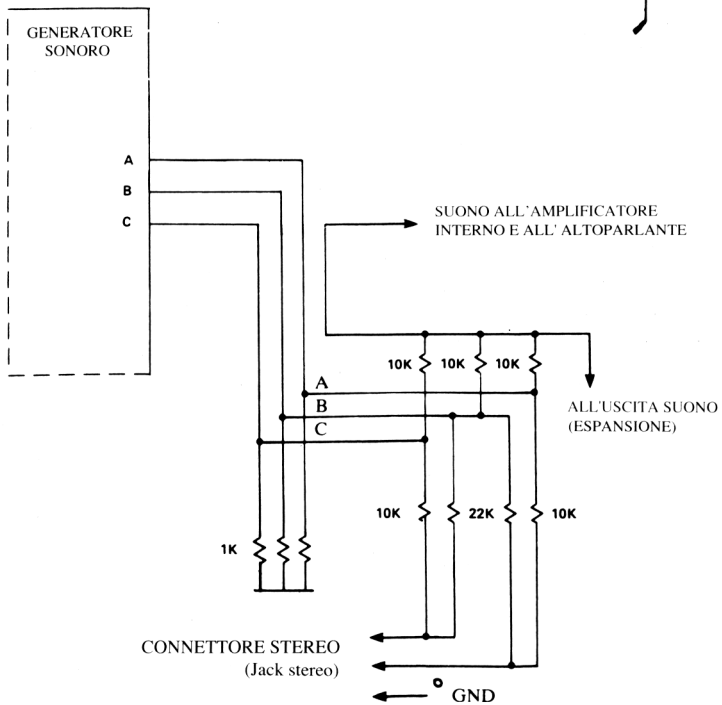 GENERATORE
SONORO
A
B
C
SUONO ALL'AMPLIFICATORE
INTERNO E ALL' ALTOPARLANTE
10K
10K
10K
A
B
C
ALL'USCITA SUONO
(ESPANSIONE)
10K
22K
10K
1K
CONNETTORE STEREO
(Jack stereo)
GND